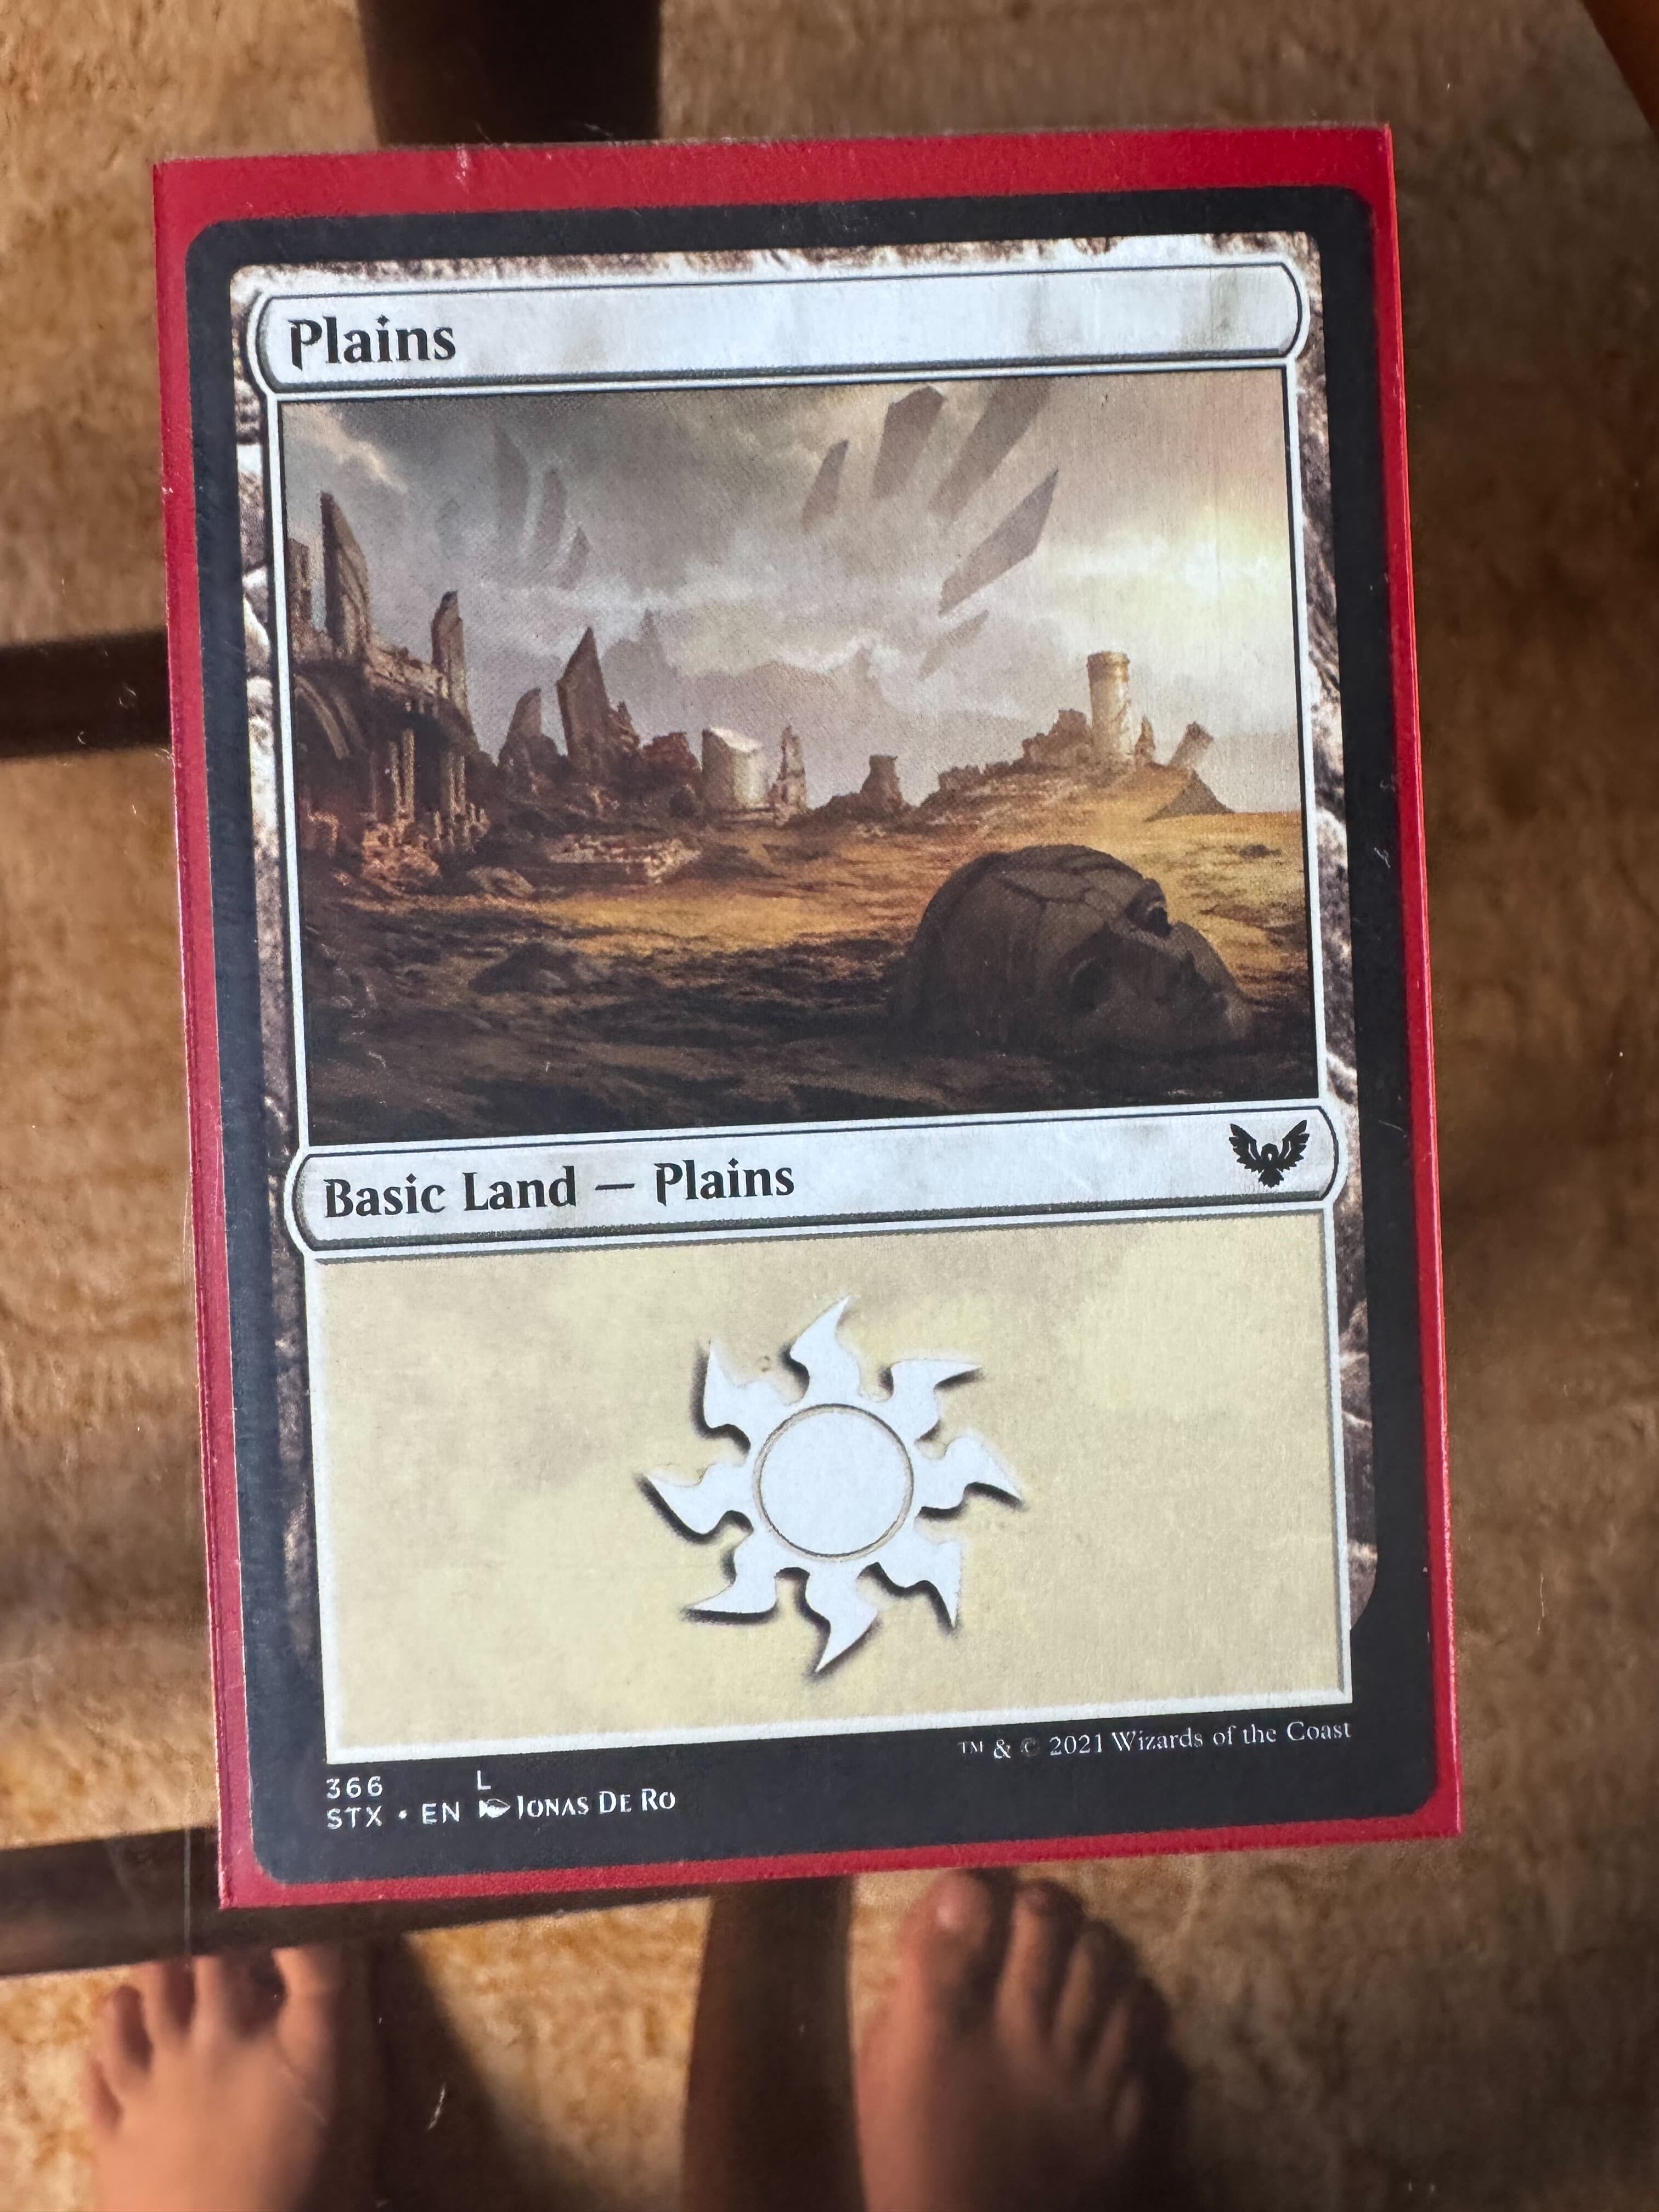 Plains
Basic Land — Plains
™ & © 2021 Wizards of the Coast
366 L
STX • EN Jonas De Ro